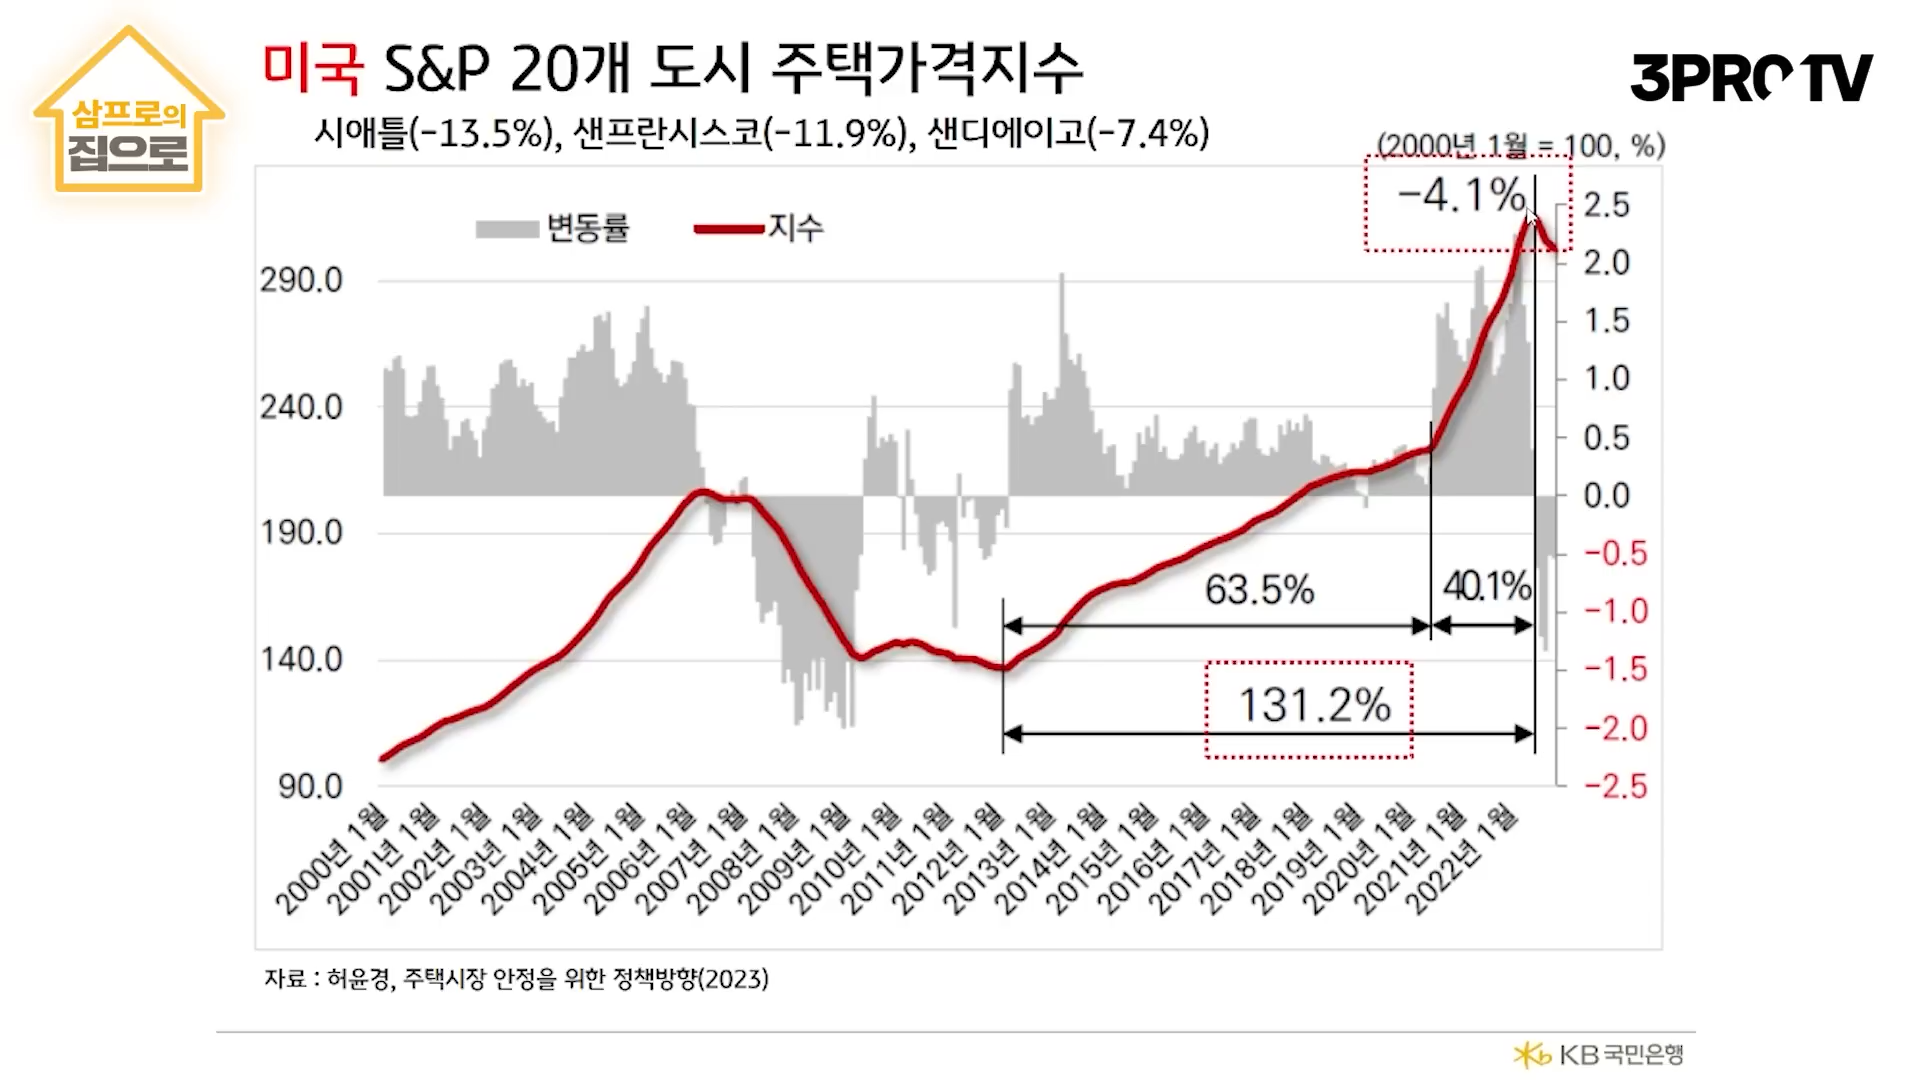 삼프로의
집으로
미국 S&P 20개 도시 주택가격지수
3PROTV
시애틀(-13.5%), 샌프란시스코(-11.9%), 샌디에이고(-7.4%)
(2000년 1월 = 100, %)
-4.1%
변동률
지수
290.0
240.0
190.0
140.0
90.0
2.5
2.0
1.5
1.0
0.5
0.0
-0.5
-1.0
-1.5
-2.0
-2.5
63.5%
40.1%
131.2%
2000년 1월
2001년 1월
2002년 1월
2003년 1월
2004년 1월
2005년 1월
2006년 1월
2007년 1월
2008년 1월
2009년 1월
2010년 1월
2011년 1월
2012년 1월
2013년 1월
2014년 1월
2015년 1월
2016년 1월
2017년 1월
2018년 1월
2019년 1월
2020년 1월
2021년 1월
2022년 1월
자료 : 허윤경, 주택시장 안정을 위한 정책방향(2023)
KB 국민은행